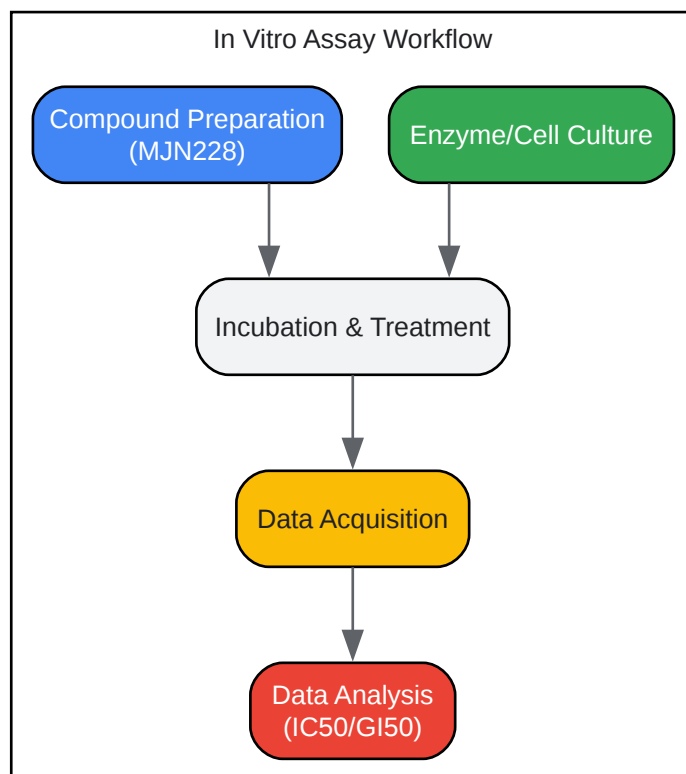 In Vitro Assay Workflow
Compound Preparation
(MJN228)
Enzyme/Cell Culture
Incubation & Treatment
Data Acquisition
Data Analysis
(IC50/GI50)